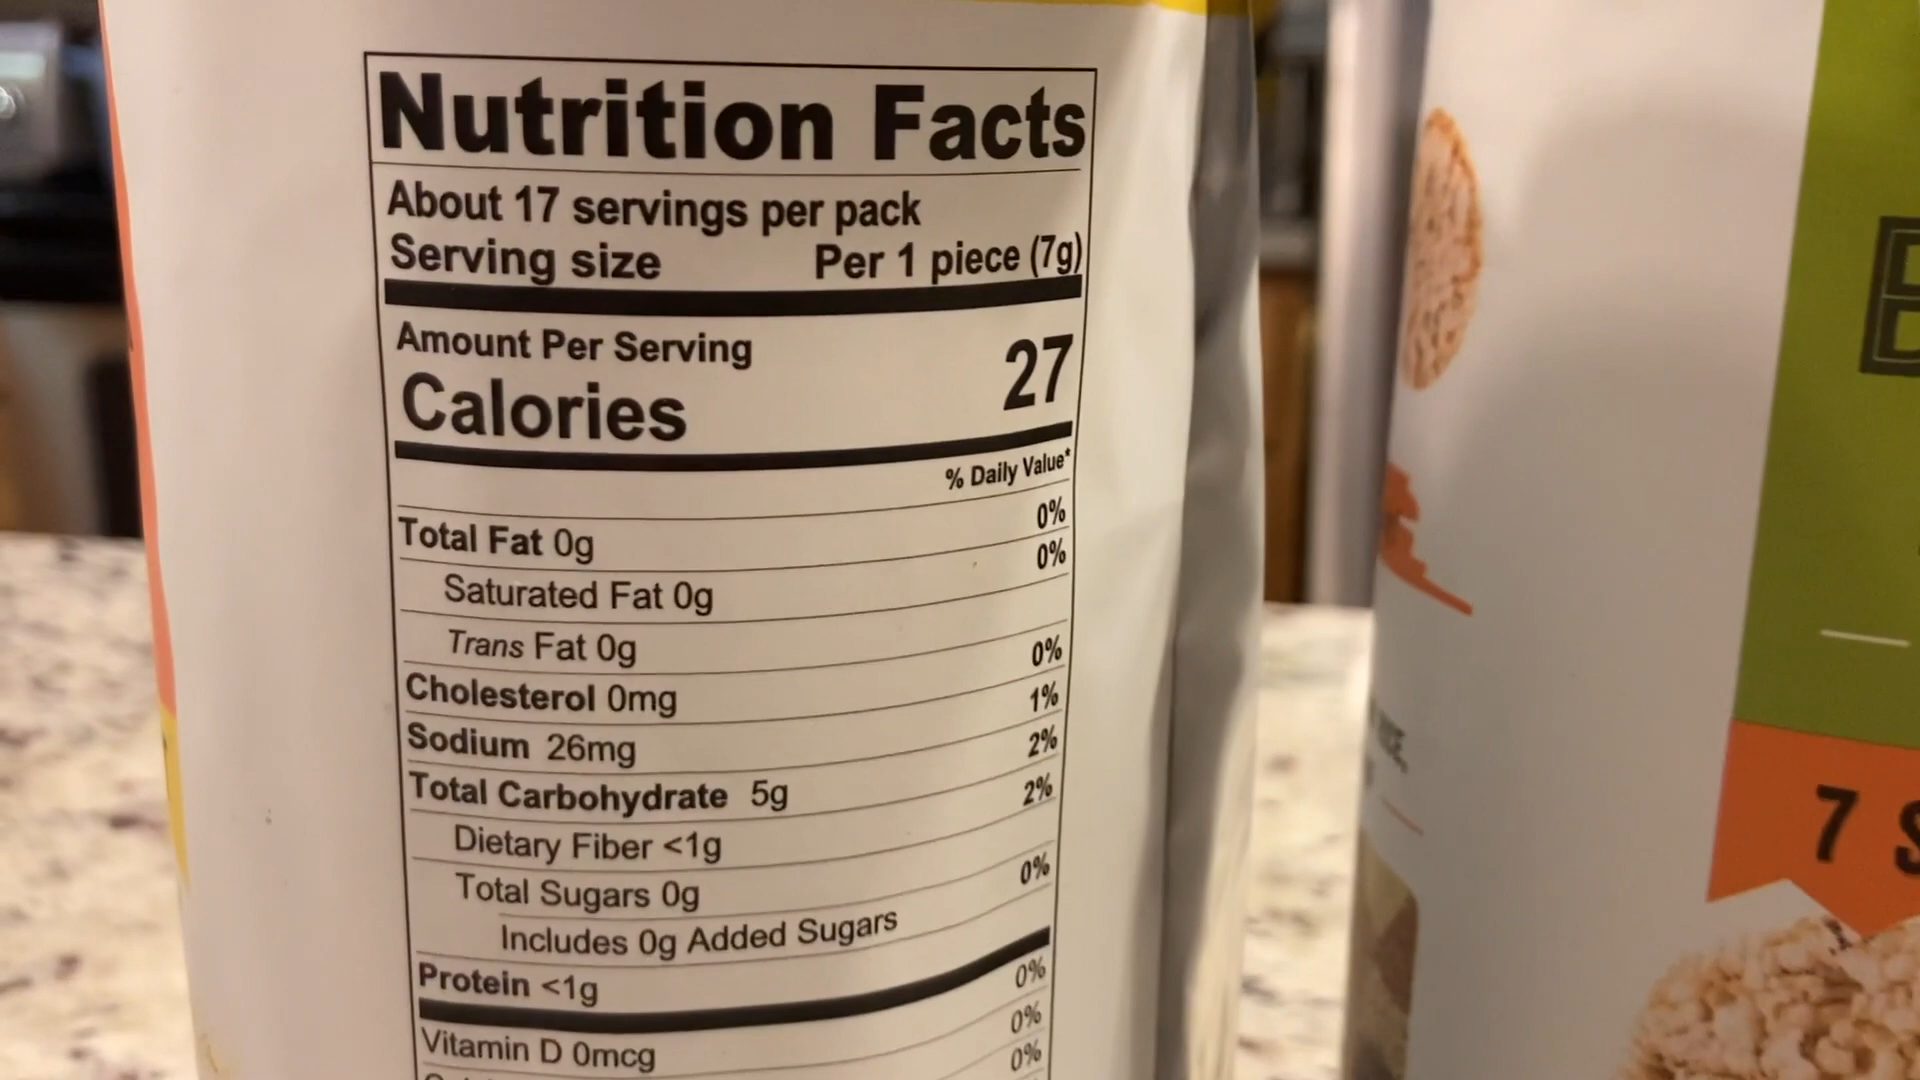 Nutrition Facts
About 17 servings per pack
Serving size Per 1 piece (7g)
Amount Per Serving
Calories 27
% Daily Value*
Total Fat 0g 0%
Saturated Fat 0g 0%
Trans Fat 0g
Cholesterol 0mg 0%
Sodium 26mg 1%
Total Carbohydrate 5g 2%
Dietary Fiber <1g 2%
Total Sugars 0g
Includes 0g Added Sugars 0%
Protein <1g
Vitamin D 0mcg 0%
0%
0%
7